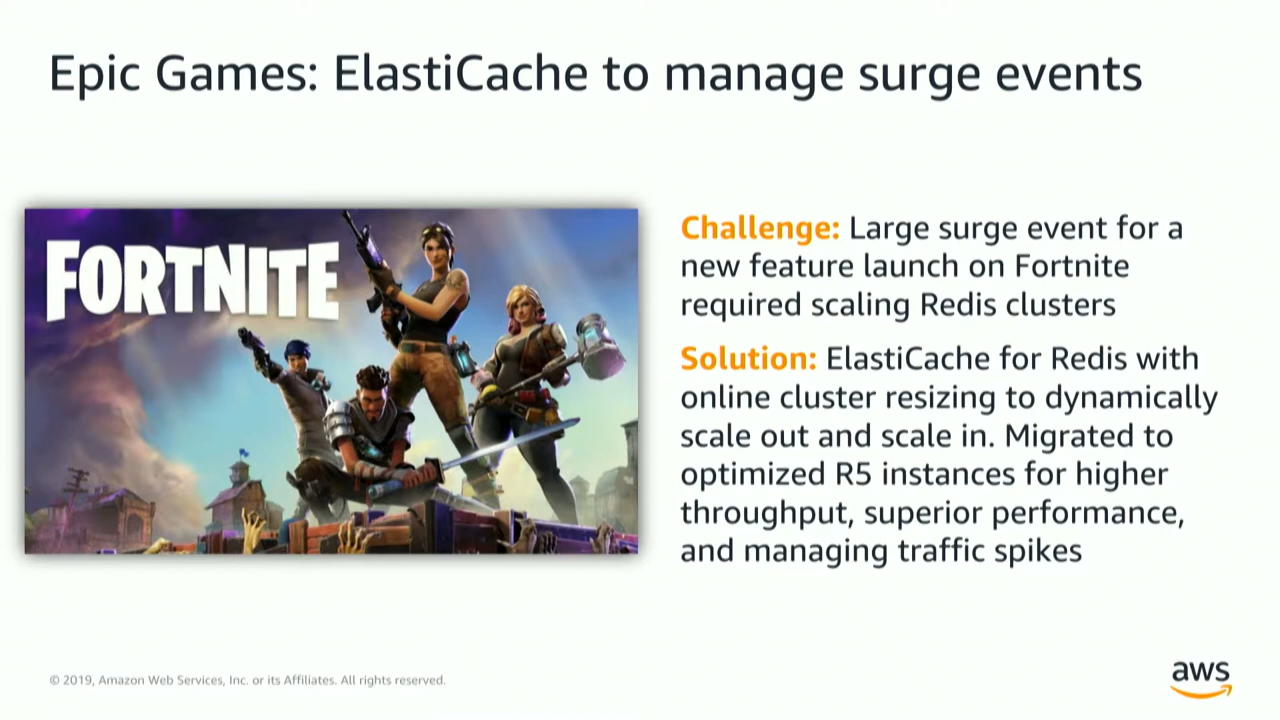 Epic Games: ElastiCache to manage surge events
FORTNITE
Challenge: Large surge event for a
new feature launch on Fortnite
required scaling Redis clusters
Solution: ElastiCache for Redis with
online cluster resizing to dynamically
scale out and scale in. Migrated to
optimized R5 instances for higher
throughput, superior performance,
and managing traffic spikes
© 2019, Amazon Web Services, Inc. or its Affiliates. All rights reserved.
aws